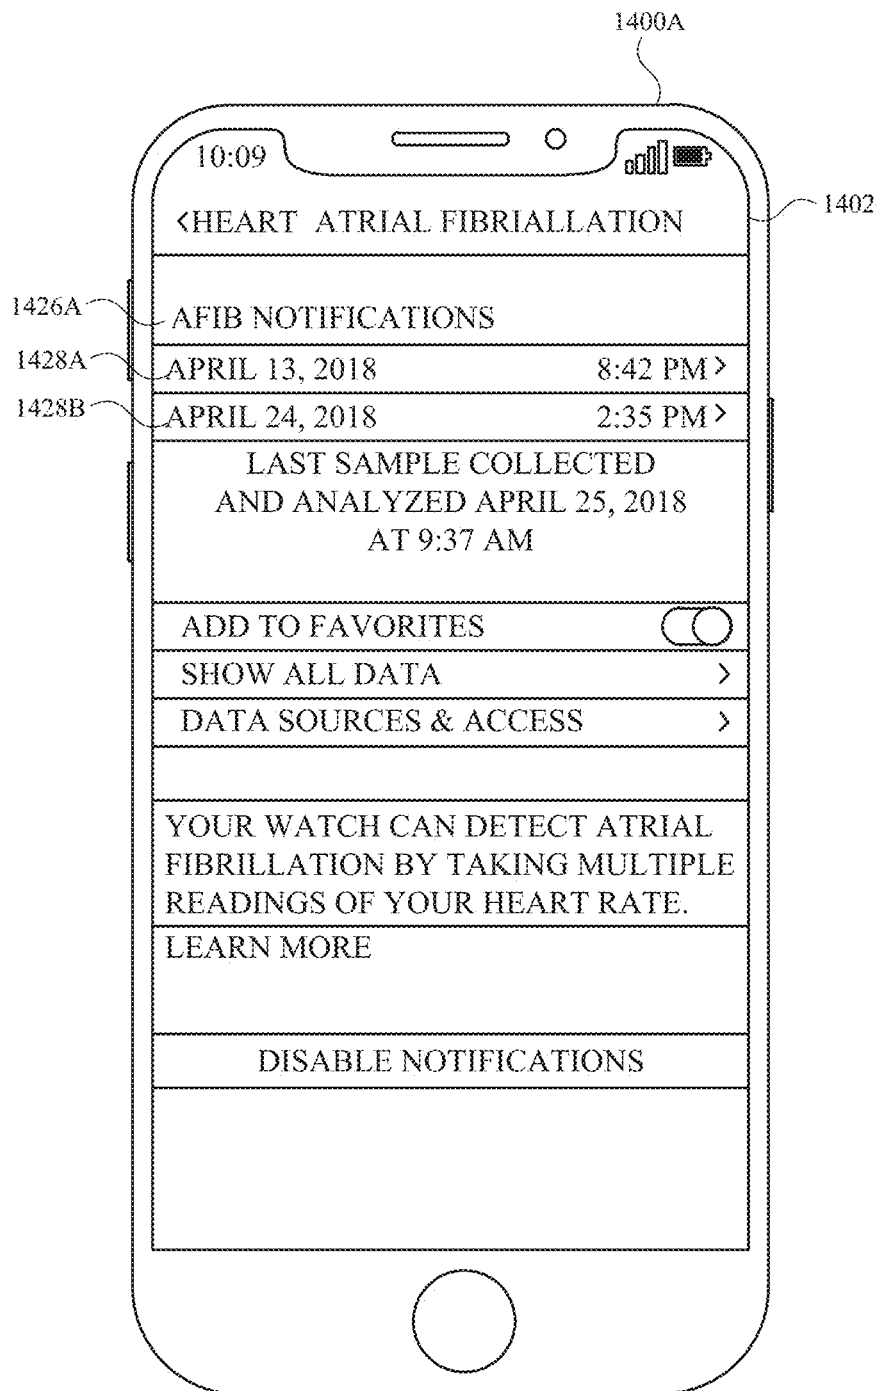 1400A
10:09
1402
<HEART ATRIAL FIBRIALLATION
1426A
AFIB NOTIFICATIONS
1428A
APRIL 13, 2018 8:42 PM >
1428B
APRIL 24, 2018 2:35 PM >
LAST SAMPLE COLLECTED
AND ANALYZED APRIL 25, 2018
AT 9:37 AM
ADD TO FAVORITES
SHOW ALL DATA >
DATA SOURCES & ACCESS >
YOUR WATCH CAN DETECT ATRIAL
FIBRILLATION BY TAKING MULTIPLE
READINGS OF YOUR HEART RATE.
LEARN MORE
DISABLE NOTIFICATIONS